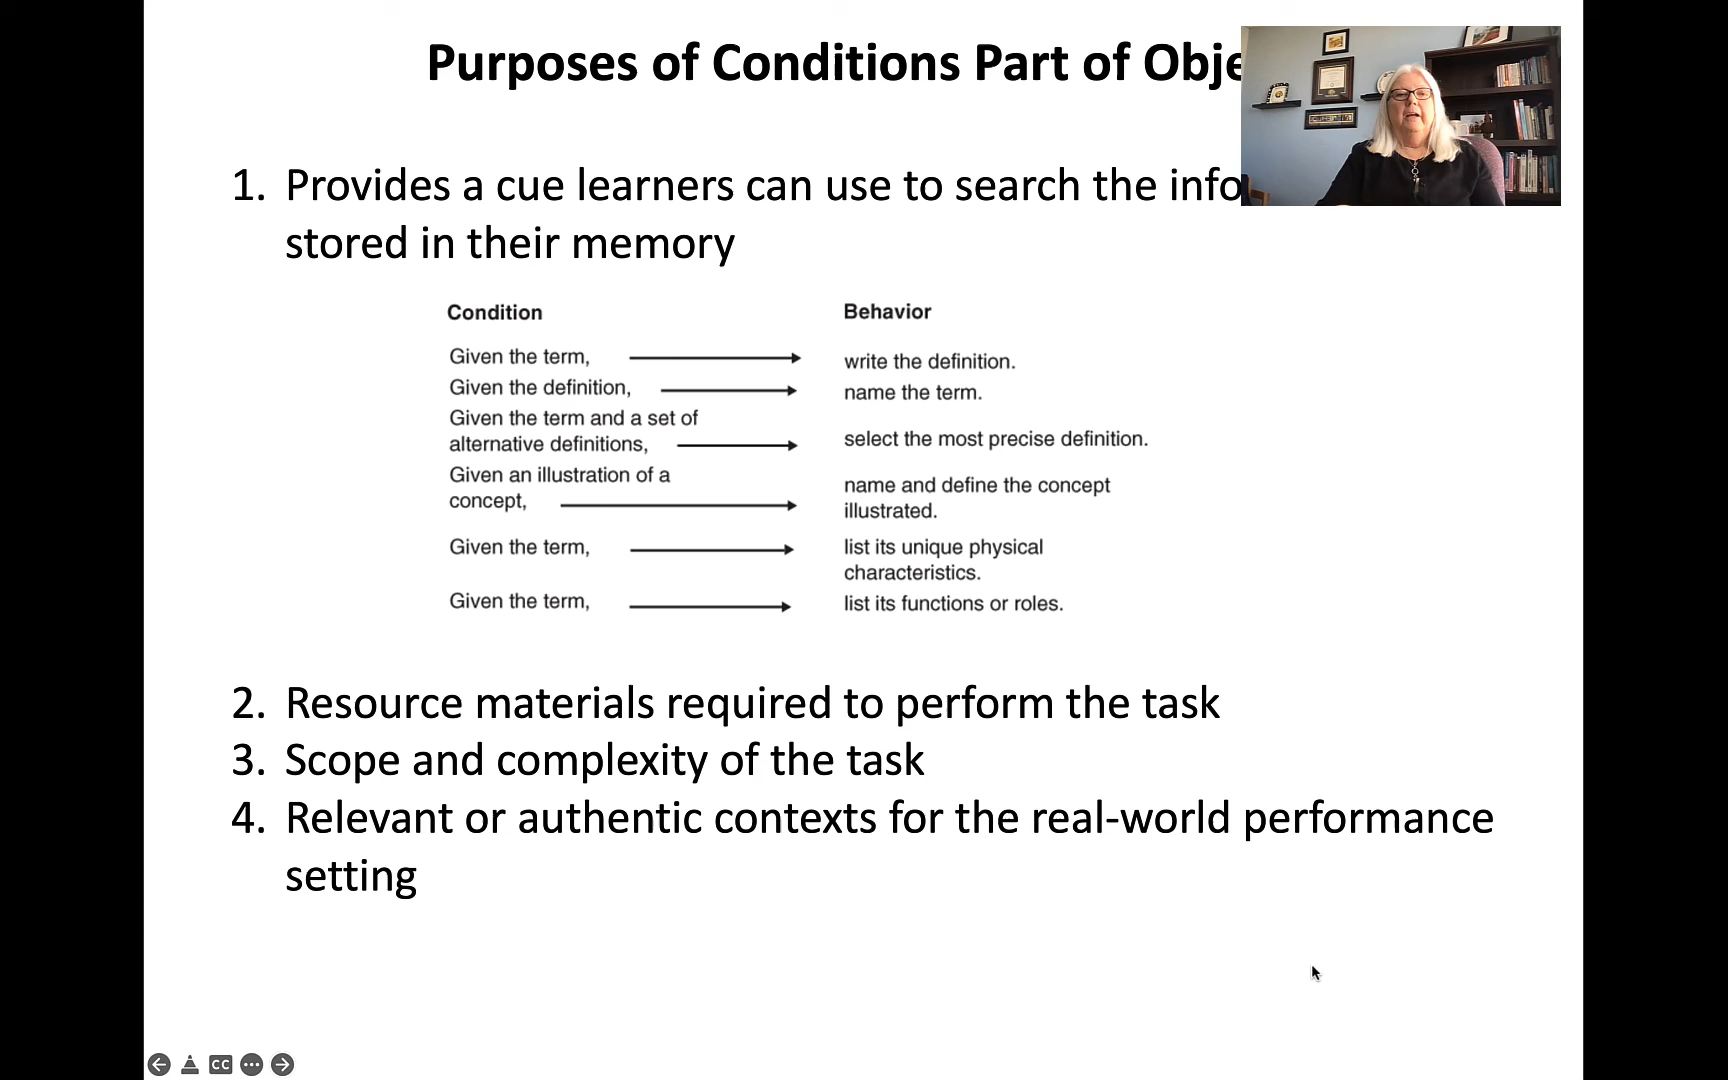 Purposes of Conditions Part of Obje
1. Provides a cue learners can use to search the info
stored in their memory
Condition
Behavior
Given the term,
write the definition.
Given the definition,
name the term.
Given the term and a set of
alternative definitions,
select the most precise definition.
Given an illustration of a
concept,
name and define the concept
illustrated.
Given the term,
list its unique physical
characteristics.
Given the term,
list its functions or roles.
2. Resource materials required to perform the task
3. Scope and complexity of the task
4. Relevant or authentic contexts for the real-world performance
setting
CC